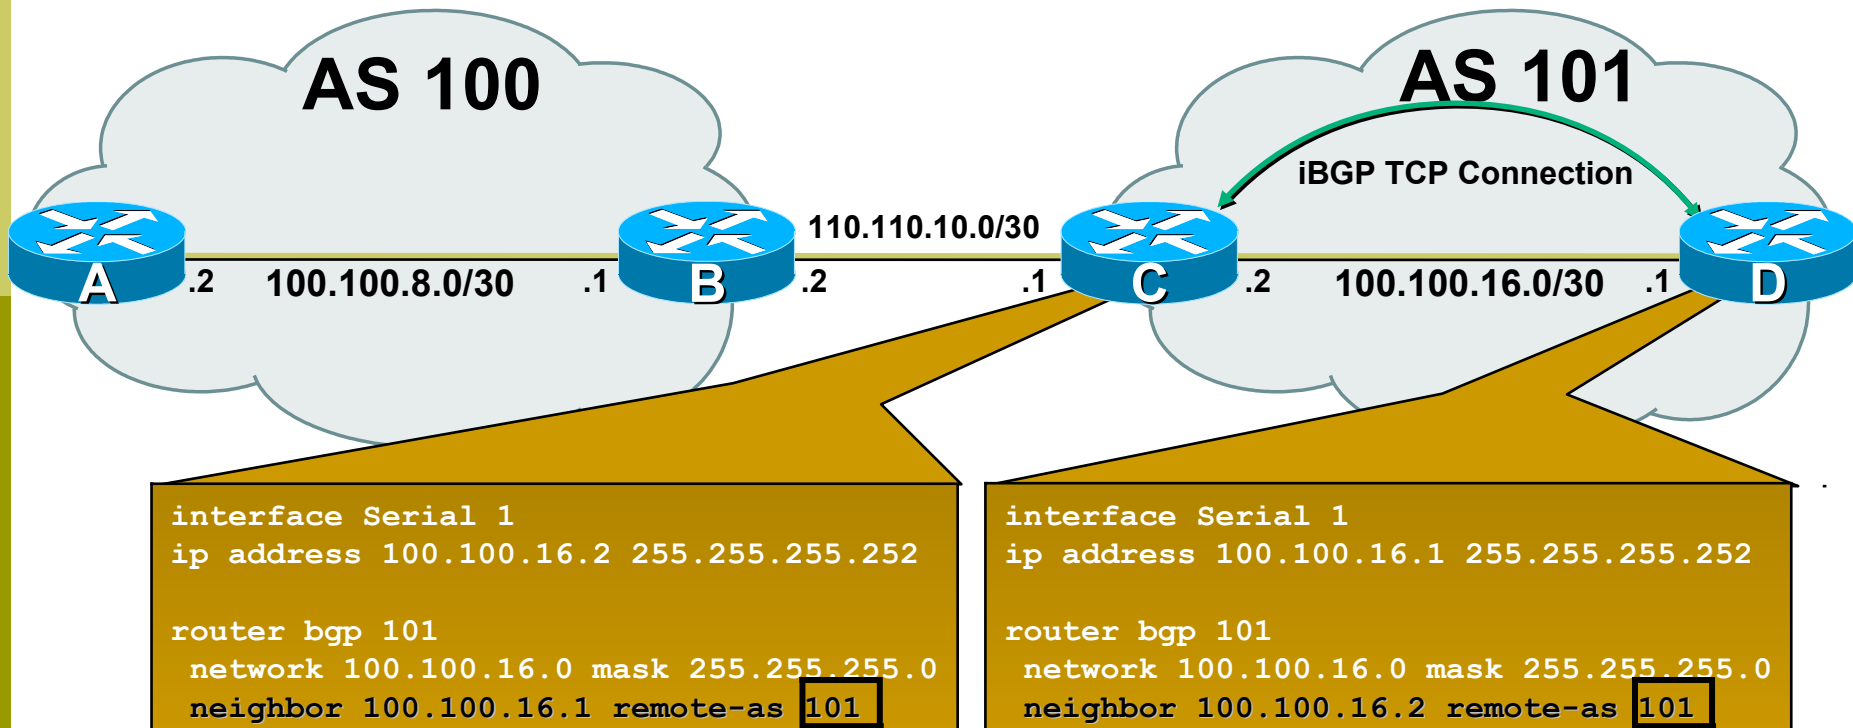 AS 100
AS 101
iBGP TCP Connection
110.110.10.0/30
A
.2
100.100.8.0/30
.1
B
.2
.1
C
.2
100.100.16.0/30
.1
D
interface Serial 1
ip address 100.100.16.2 255.255.255.252
router bgp 101
network 100.100.16.0 mask 255.255.255.0
neighbor 100.100.16.1 remote-as 101
interface Serial 1
ip address 100.100.16.1 255.255.255.252
router bgp 101
network 100.100.16.0 mask 255.255.255.0
neighbor 100.100.16.2 remote-as 101